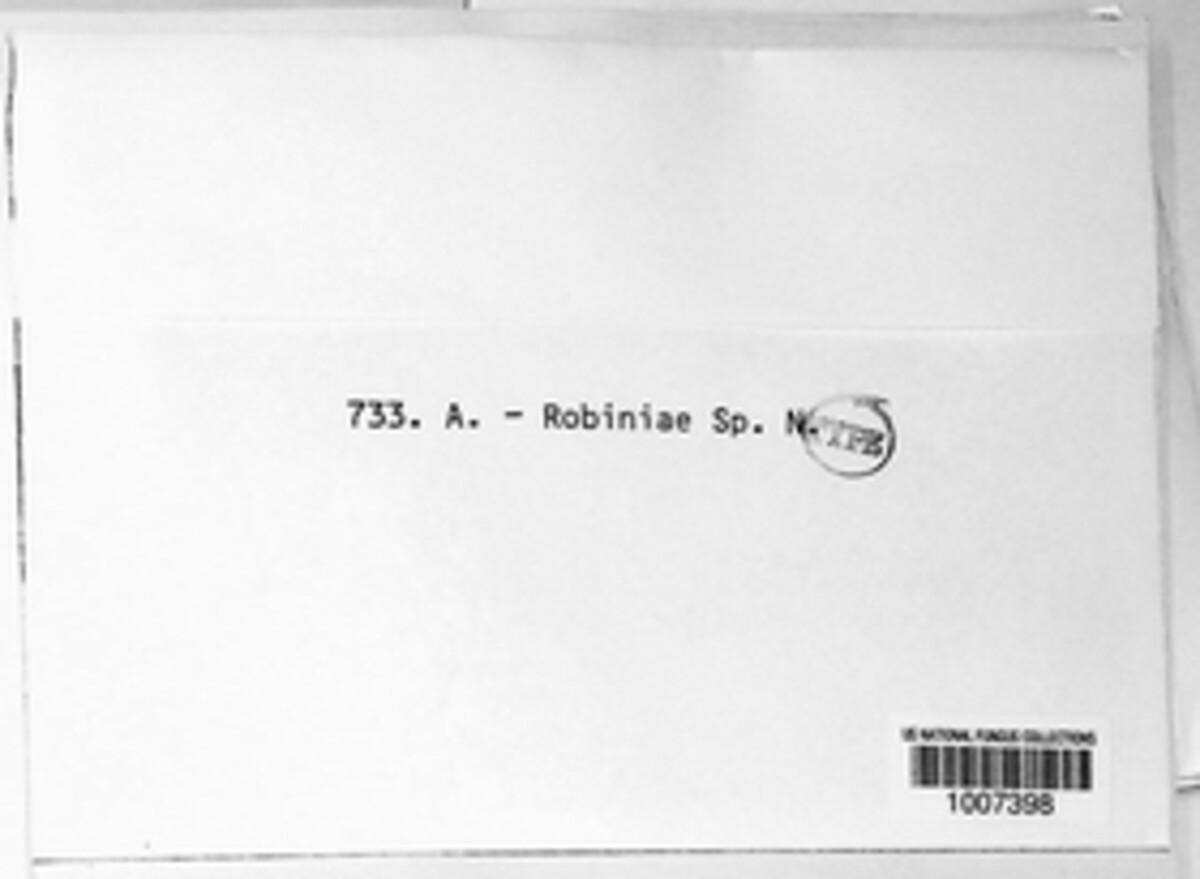 733. A. - Robiniae Sp. N.
TYPE
US NATIONAL FUNGUS COLLECTIONS
1007398